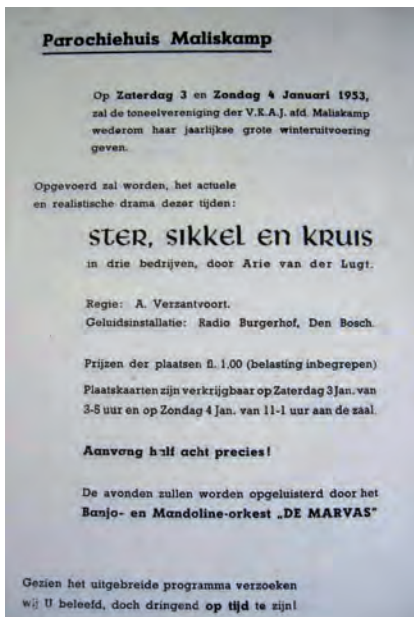 Parochiehuis Maliskamp
Op Zaterdag 3 en Zondag 4 Januari 1953,
zal de toneelvereniging der V.K.A.J. afd. Maliskamp
wederom haar jaarlijkse grote winteruitvoering
geven.
Opgevoerd zal worden, het actuele
en realistische drama dezer tijden:
STER, SIKKEL EN KRUIS
in drie bedrijven, door Arie van der Lugt.
Regie: A. Verzantvoort.
Geluidsinstallatie: Radio Burgerhof, Den Bosch.
Prijzen der plaatsen fl. 1,00 (belasting inbegrepen)
Plaatskaarten zijn verkrijgbaar op Zaterdag 3 Jan. van
3-5 uur en op Zondag 4 Jan. van 11-1 uur aan de zaal.
Aanvang half acht precies!
De avonden zullen worden opgeluisterd door het
Banjo- en Mandoline-orkest „DE MARVAS"
Gezien het uitgebreide programma verzoeken
wij U beleefd, doch dringend op tijd te zijn!